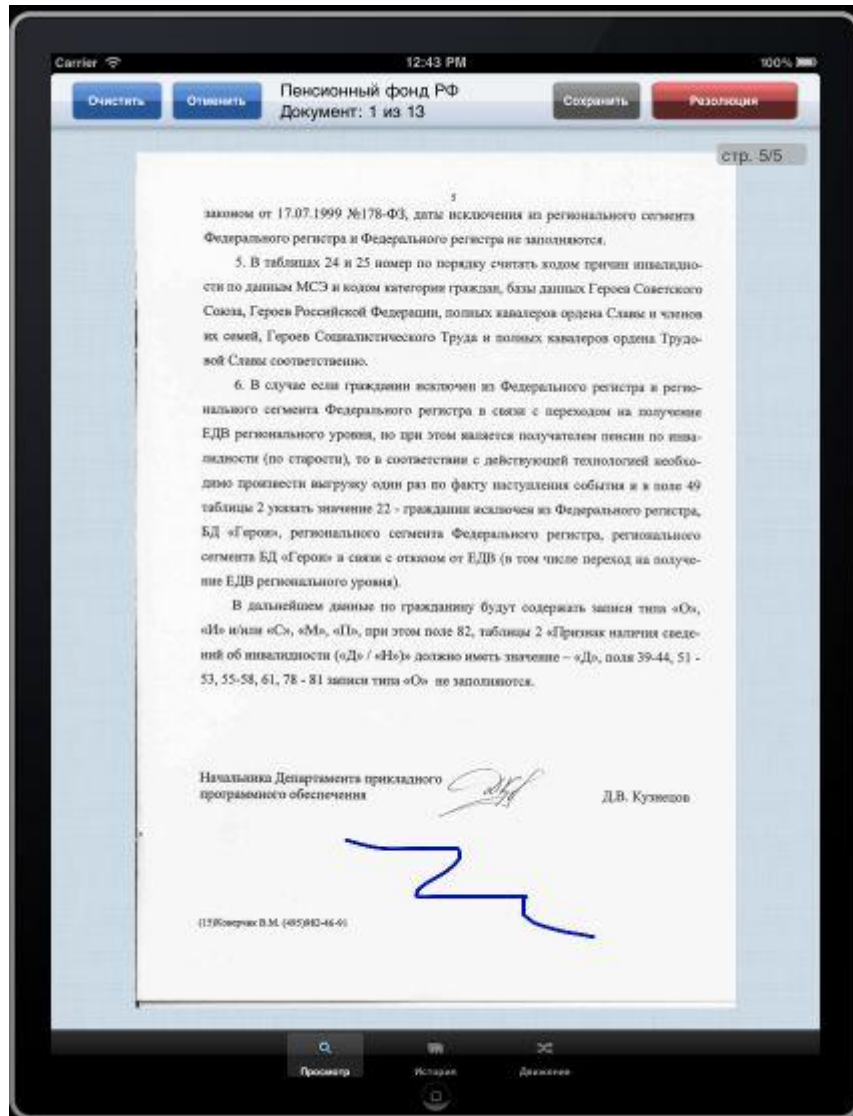 Carrier 12:43 PM 100%
Очистить Отменить Пенсионный фонд РФ Сохранить Резолюция
Документ: 1 из 13
стр. 5/5
5
законом от 17.07.1999 №178-ФЗ, даты исключения из регионального сегмента
Федерального регистра и Федерального регистра не заполняются.
5. В таблицах 24 и 25 номер по порядку считать кодом причин инвалидно-
сти по данным МСЭ и кодом категории граждан, базы данных Героев Советского
Союза, Героев Российской Федерации, полных кавалеров ордена Славы и членов
их семей, Героев Социалистического Труда и полных кавалеров ордена Трудо-
вой Славы соответственно.
6. В случае если гражданин исключен из Федерального регистра и регио-
нального сегмента Федерального регистра в связи с переходом на получение
ЕДВ регионального уровня, но при этом является получателем пенсии по инва-
лидности (по старости), то в соответствии с действующей технологией необхо-
димо произвести выгрузку один раз по факту наступления события и в поле 49
таблицы 2 указать значение 22 - гражданин исключен из Федерального регистра,
БД «Герои», регионального сегмента Федерального регистра, регионального
сегмента БД «Герои» в связи с отказом от ЕДВ (в том числе переход на получе-
ние ЕДВ регионального уровня).
В дальнейшем данные по гражданину будут содержать записи типа «О»,
«И» и/или «С», «М», «П», при этом поле 82, таблицы 2 «Признак наличия сведе-
ний об инвалидности («Д» / «Н»)» должно иметь значение – «Д», поля 39-44, 51 -
53, 55-58, 61, 78 - 81 записи типа «О» не заполняются.
Начальника Департамента прикладного
программного обеспечения Д.В. Кузнецов
В.М. (495)982-46-91
Просмотр История Движение